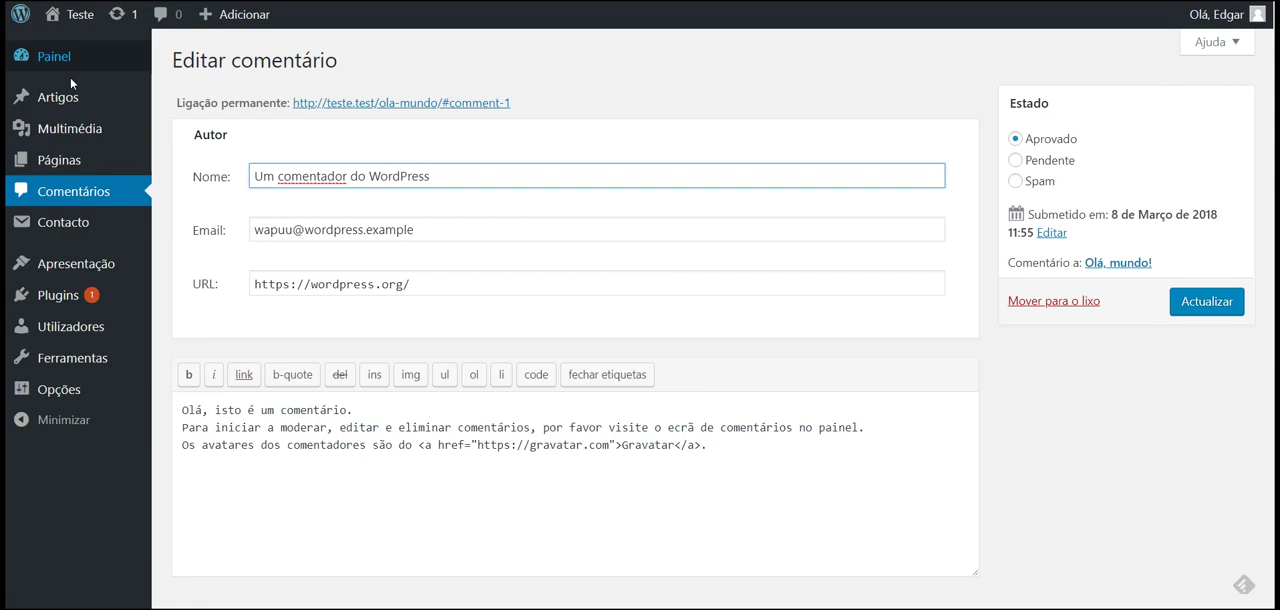 Teste 1 0 Adicionar Olá, Edgar
Ajuda
Painel
Artigos
Multimédia
Páginas
Comentários
Contacto
Apresentação
Plugins 1
Utilizadores
Ferramentas
Opções
Minimizar
Editar comentário
Ligação permanente: http://teste.test/ola-mundo/#comment-1
Autor
Nome: Um comentador do WordPress
Email: wapuu@wordpress.example
URL: https://wordpress.org/
b i link b-quote del ins img ul ol li code fechar etiquetas
Olá, isto é um comentário.
Para iniciar a moderar, editar e eliminar comentários, por favor visite o ecrã de comentários no painel.
Os avatares dos comentadores são do <a href="https://gravatar.com">Gravatar</a>.
Estado
Aprovado
Pendente
Spam
Submetido em: 8 de Março de 2018
11:55 Editar
Comentário a: Olá, mundo!
Mover para o lixo Actualizar